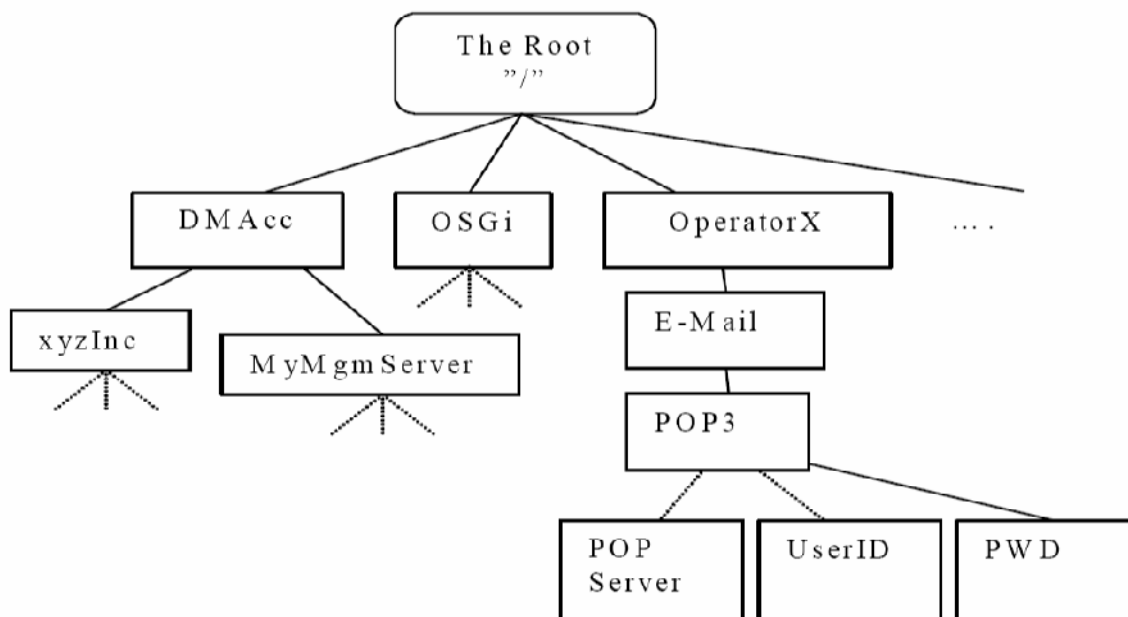 The Root
”/”
DMAcc
OSGi
OperatorX
... .
xyzInc
MyMgmServer
E-Mail
POP3
POP
Server
UserID
PWD